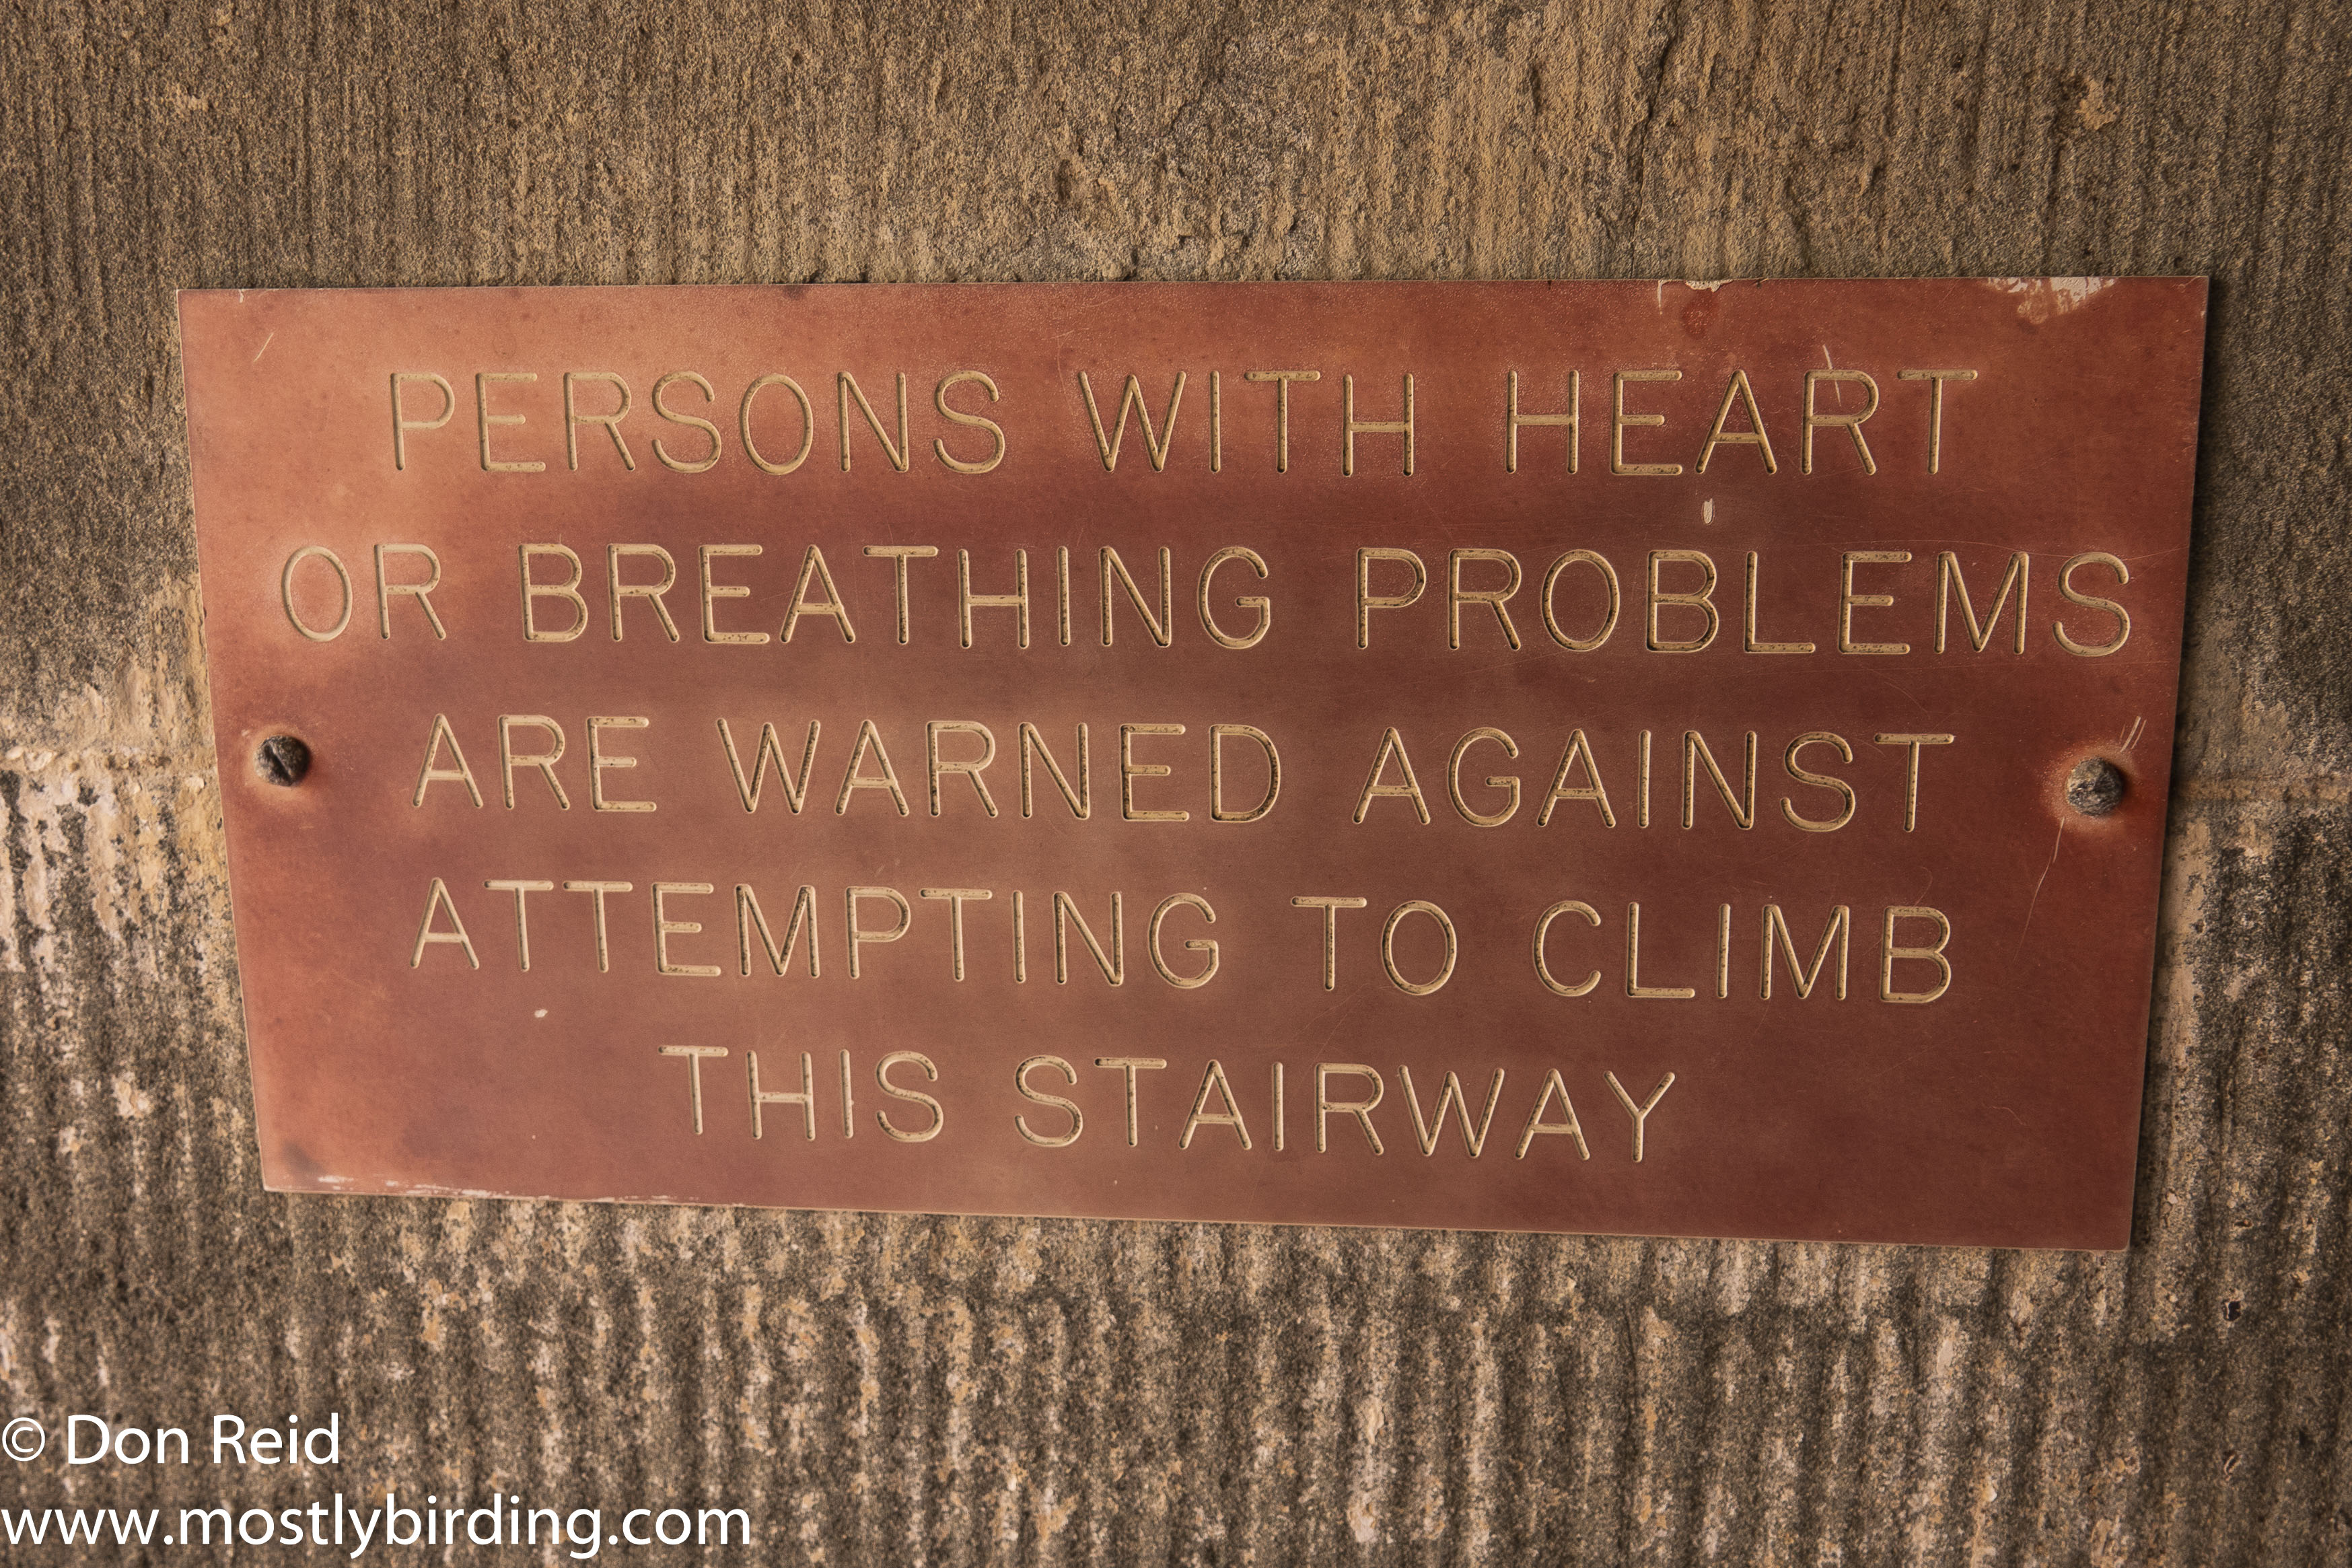 PERSONS WITH HEART
OR BREATHING PROBLEMS
ARE WARNED AGAINST
ATTEMPTING TO CLIMB
THIS STAIRWAY
© Don Reid
www.mostlybirding.com